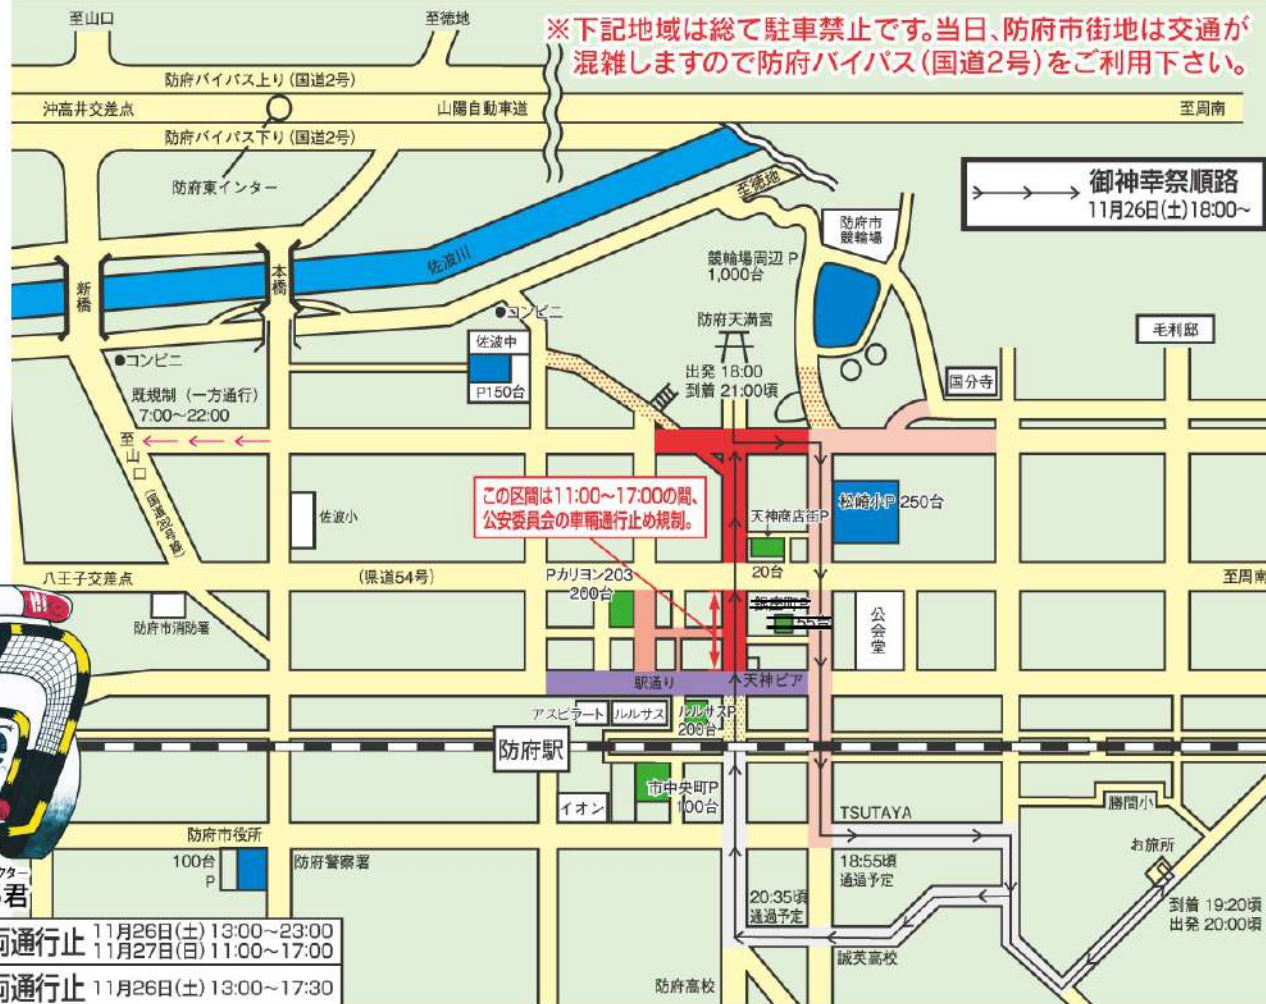 至山口
至徳地
※下記地域は総て駐車禁止です。当日、防府市街地は交通が
混雑しますので防府バイパス(国道2号)をご利用下さい。
防府バイパス上り(国道2号)
沖高井交差点
山陽自動車道
至周南
防府バイパス下り(国道2号)
防府東インター
御神幸祭順路
11月26日(土)18:00～
至徳地
防府市
競輪場
佐波川
新橋
本橋
競輪場周辺 P
1,000台
●コンビニ
防府天満宮
毛利邸
佐波中
P150台
●コンビニ
出発 18:00
到着 21:00頃
国分寺
既規制 (一方通行)
7:00～22:00
至山口
(国道262号線)
この区間は11:00～17:00の間、
公安委員会の車輌通行止め規制。
佐波小
天神商店街P
20台
松崎小P 250台
八王子交差点
(県道54号)
Pカリヨン203
200台
至周南
銀座町P
55台
公会堂
防府市消防署
駅通り
天神ピア
アスピラート
ルルサス
ルルサスP
200台
防府駅
市中央町P
100台
イオン
TSUTAYA
勝間小
防府市役所
100台
P
防府警察署
18:55頃
通過予定
お旅所
20:35頃
通過予定
到着 19:20頃
出発 20:00頃
誠英高校
防府高校
クター
君
両通行止 11月26日(土)13:00～23:00
11月27日(日)11:00～17:00
両通行止 11月26日(土)13:00～17:30